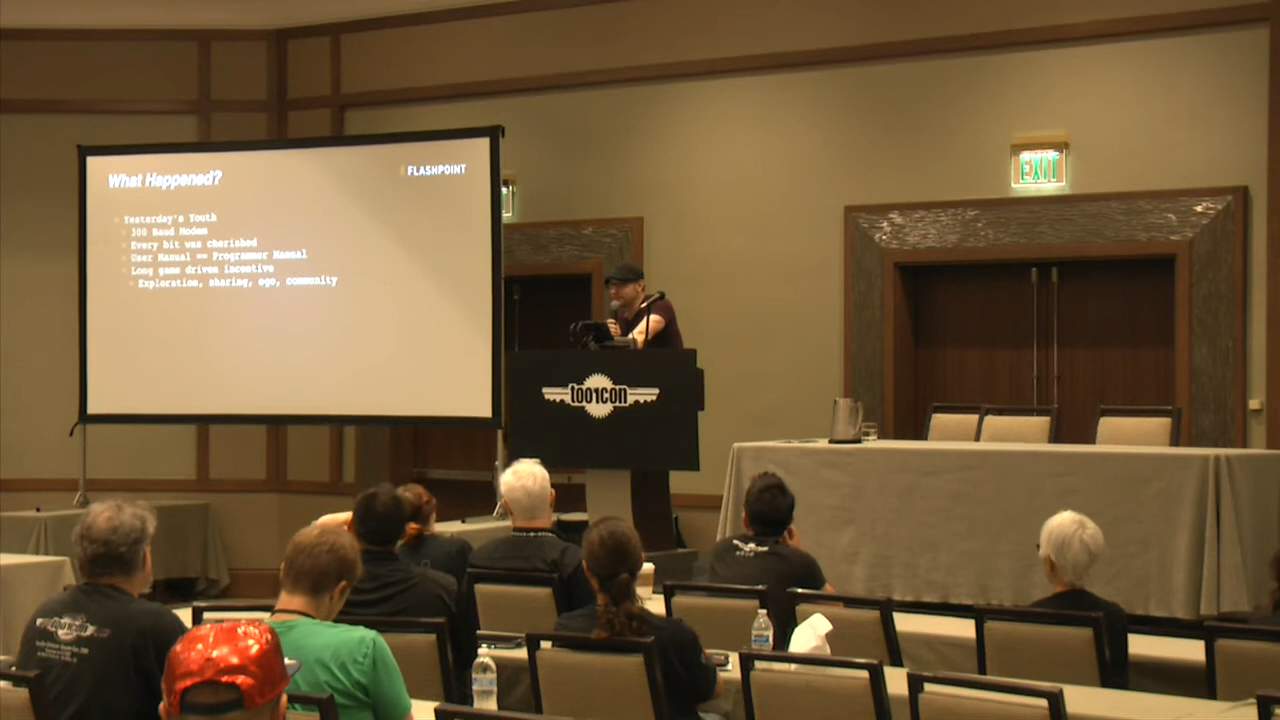 What Happened?
FLASHPOINT
Yesterday's Youth
300 Baud Modem
Every bit was cherished
User Manual == Programmer Manual
Long game driven incentive
Exploration, sharing, ego, community
EXIT
too1con